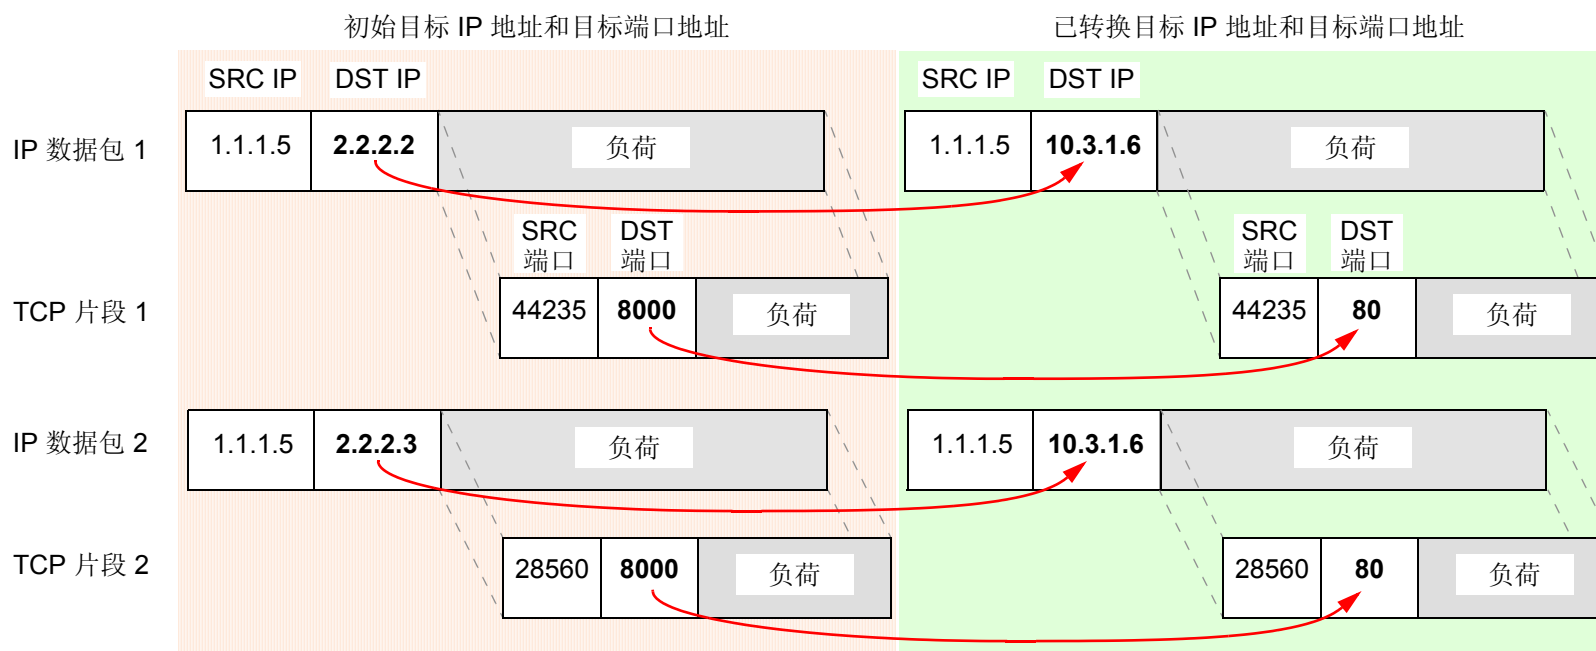 初始目标 IP 地址和目标端口地址
已转换目标 IP 地址和目标端口地址
SRC IP DST IP
SRC IP DST IP
IP 数据包 1
1.1.1.5 2.2.2.2 负荷
1.1.1.5 10.3.1.6 负荷
SRC 端口
DST 端口
SRC 端口
DST 端口
TCP 片段 1
44235 8000 负荷
44235 80 负荷
IP 数据包 2
1.1.1.5 2.2.2.3 负荷
1.1.1.5 10.3.1.6 负荷
TCP 片段 2
28560 8000 负荷
28560 80 负荷